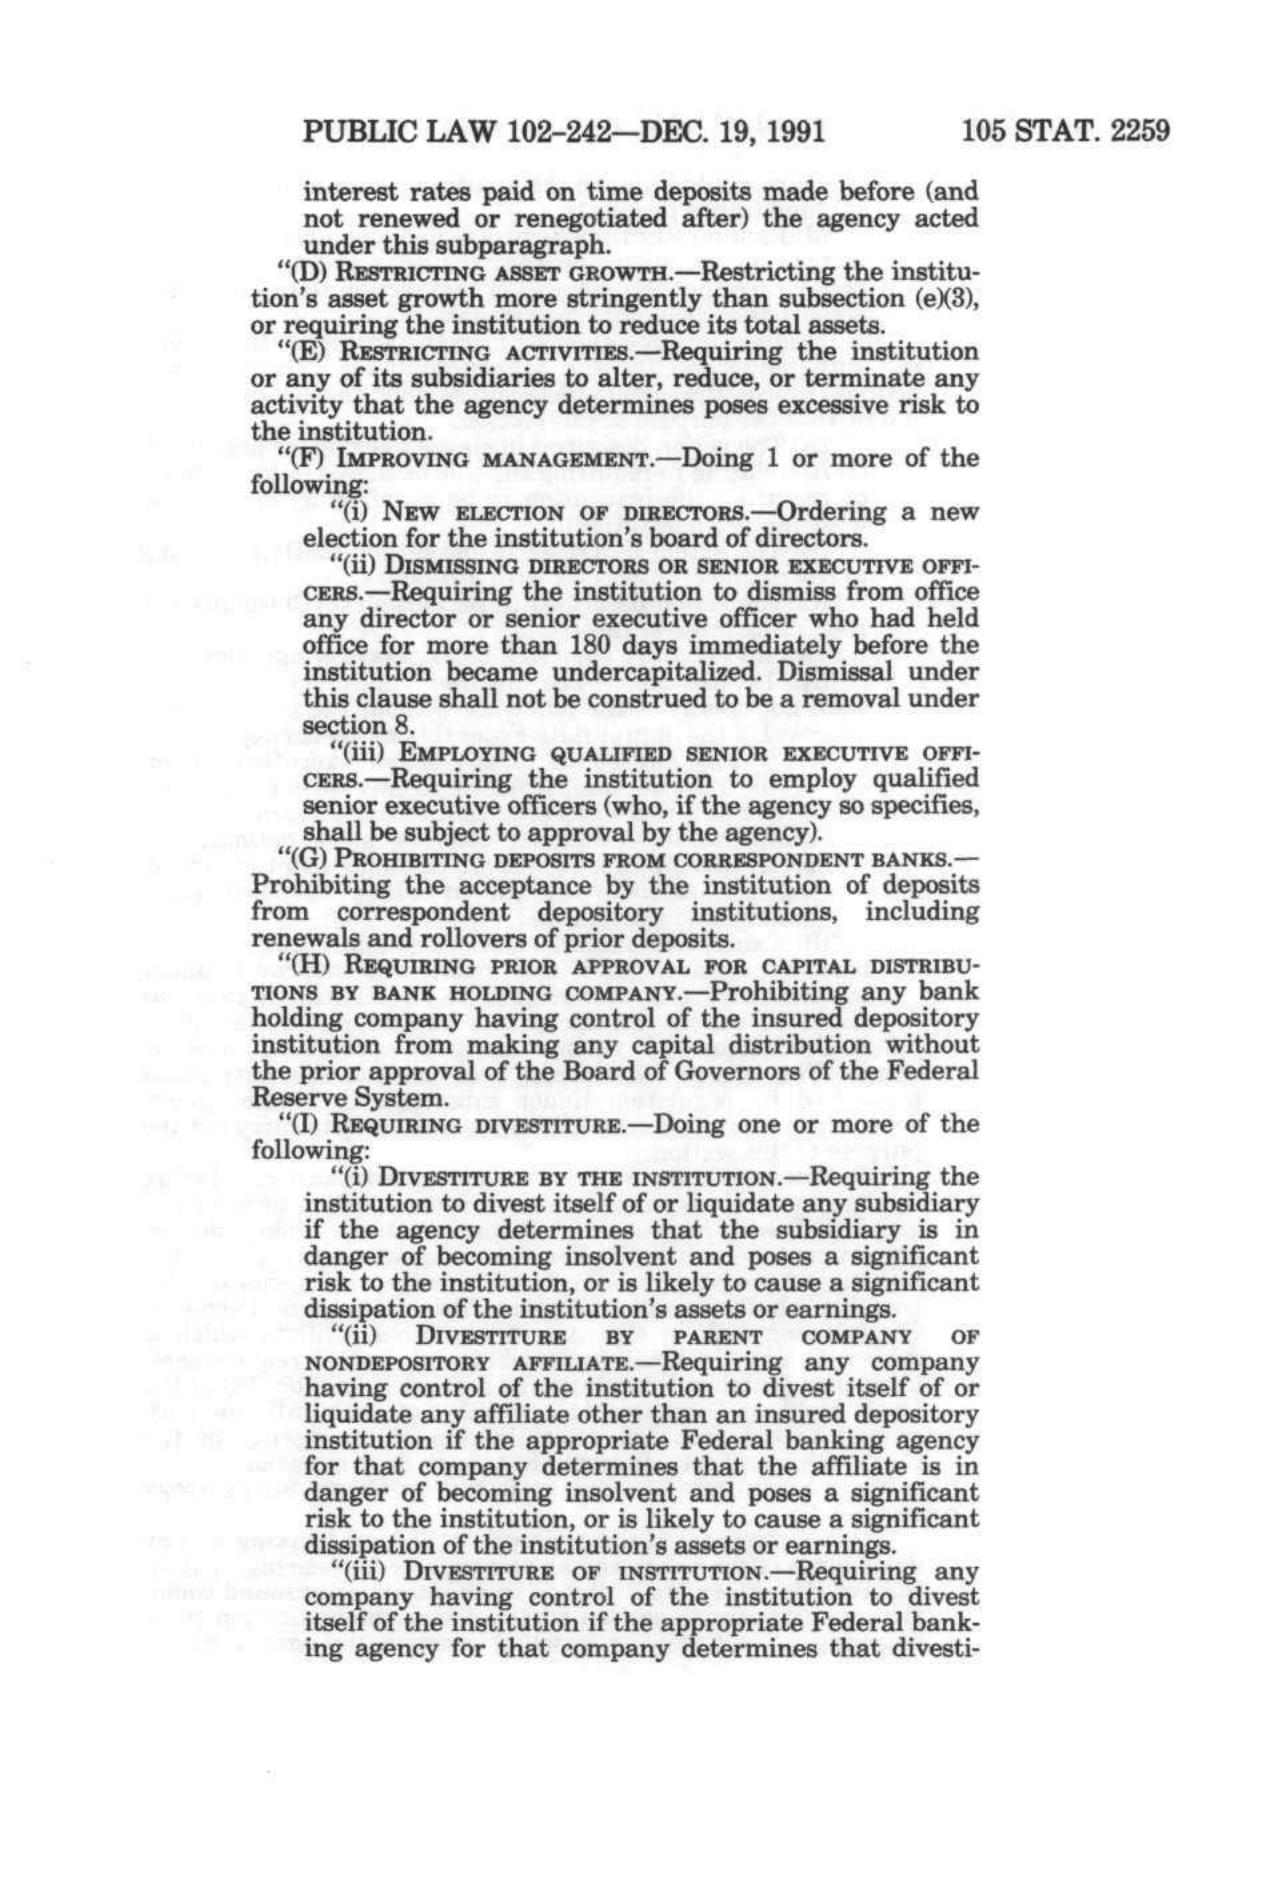 PUBLIC LAW 102-242—DEC. 19, 1991 105 STAT. 2259
interest rates paid on time deposits made before (and
not renewed or renegotiated after) the agency acted
under this subparagraph.
“(D) RESTRICTING ASSET GROWTH.—Restricting the institu-
tion's asset growth more stringently than subsection (e)(3),
or requiring the institution to reduce its total assets.
“(E) RESTRICTING ACTIVITIES.—Requiring the institution
or any of its subsidiaries to alter, reduce, or terminate any
activity that the agency determines poses excessive risk to
the institution.
“(F) IMPROVING MANAGEMENT.—Doing 1 or more of the
following:
“(i) NEW ELECTION OF DIRECTORS.—Ordering a new
election for the institution's board of directors.
“(ii) DISMISSING DIRECTORS OR SENIOR EXECUTIVE OFFI-
CERS.—Requiring the institution to dismiss from office
any director or senior executive officer who had held
office for more than 180 days immediately before the
institution became undercapitalized. Dismissal under
this clause shall not be construed to be a removal under
section 8.
“(iii) EMPLOYING QUALIFIED SENIOR EXECUTIVE OFFI-
CERS.—Requiring the institution to employ qualified
senior executive officers (who, if the agency so specifies,
shall be subject to approval by the agency).
“(G) PROHIBITING DEPOSITS FROM CORRESPONDENT BANKS.—
Prohibiting the acceptance by the institution of deposits
from correspondent depository institutions, including
renewals and rollovers of prior deposits.
“(H) REQUIRING PRIOR APPROVAL FOR CAPITAL DISTRIBU-
TIONS BY BANK HOLDING COMPANY.—Prohibiting any bank
holding company having control of the insured depository
institution from making any capital distribution without
the prior approval of the Board of Governors of the Federal
Reserve System.
“(I) REQUIRING DIVESTITURE.—Doing one or more of the
following:
“(i) DIVESTITURE BY THE INSTITUTION.—Requiring the
institution to divest itself of or liquidate any subsidiary
if the agency determines that the subsidiary is in
danger of becoming insolvent and poses a significant
risk to the institution, or is likely to cause a significant
dissipation of the institution's assets or earnings.
“(ii) DIVESTITURE BY PARENT COMPANY OF
NONDEPOSITORY AFFILIATE.—Requiring any company
having control of the institution to divest itself of or
liquidate any affiliate other than an insured depository
institution if the appropriate Federal banking agency
for that company determines that the affiliate is in
danger of becoming insolvent and poses a significant
risk to the institution, or is likely to cause a significant
dissipation of the institution's assets or earnings.
“(iii) DIVESTITURE OF INSTITUTION.—Requiring any
company having control of the institution to divest
itself of the institution if the appropriate Federal bank-
ing agency for that company determines that divesti-